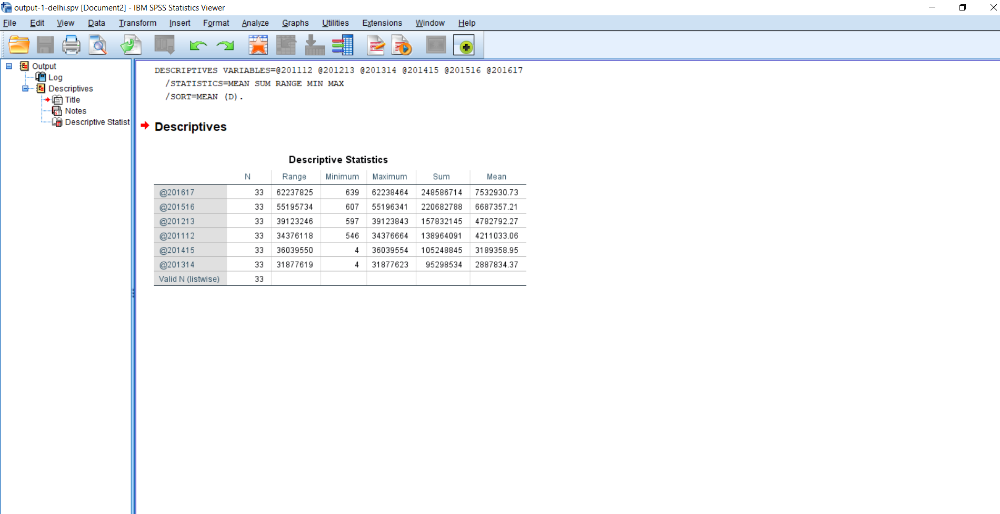 output-1-delhi.spv [Document2] - IBM SPSS Statistics Viewer
File Edit View Data Transform Insert Format Analyze Graphs Utilities Extensions Window Help
Output
Log
Descriptives
Title
Notes
Descriptive Statist
DESCRIPTIVES VARIABLES=@201112 @201213 @201314 @201415 @201516 @201617
/STATISTICS=MEAN SUM RANGE MIN MAX
/SORT=MEAN (D).
Descriptives
Descriptive Statistics
N Range Minimum Maximum Sum Mean
@201617 33 62237825 639 62238464 248586714 7532930.73
@201516 33 55195734 607 55196341 220682788 6687357.21
@201213 33 39123246 597 39123843 157832145 4782792.27
@201112 33 34376118 546 34376664 138964091 4211033.06
@201415 33 36039550 4 36039554 105248845 3189358.95
@201314 33 31877619 4 31877623 95298534 2887834.37
Valid N (listwise) 33